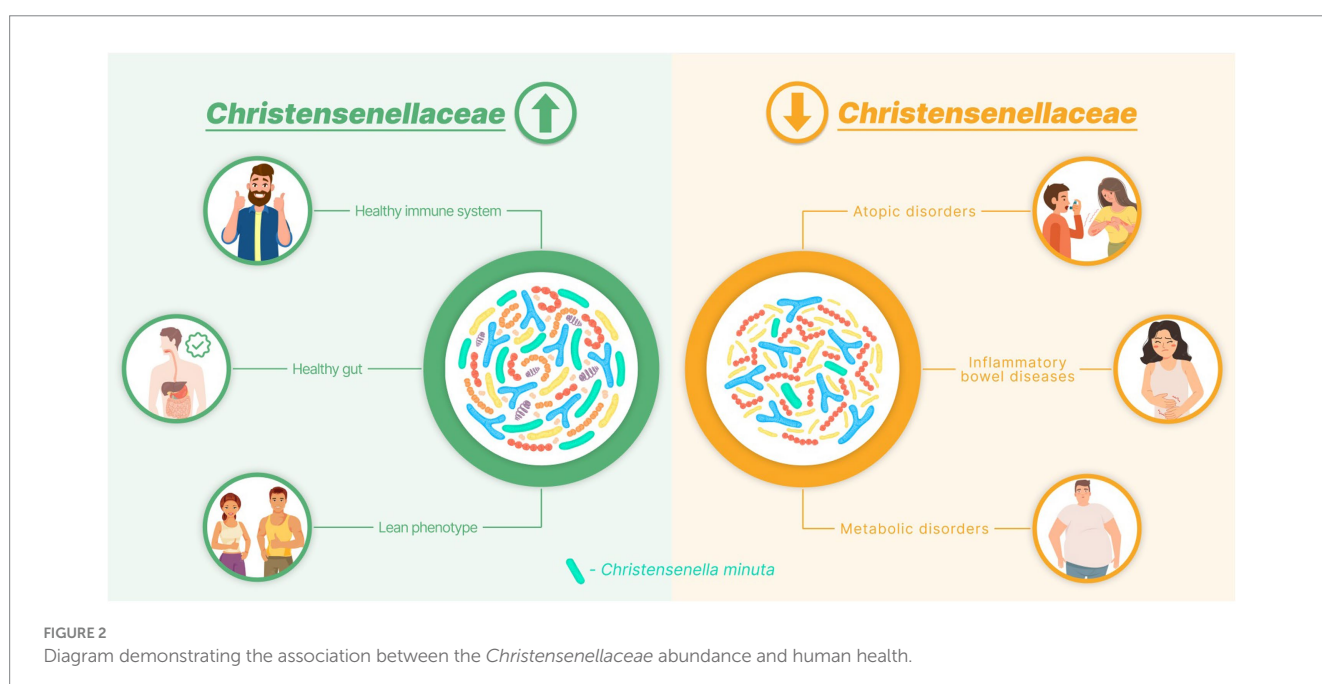 Christensenellaceae
Healthy immune system
Healthy gut
Lean phenotype
Christensenellaceae
Atopic disorders
Inflammatory
bowel diseases
Metabolic disorders
- Christensenella minuta
FIGURE 2
Diagram demonstrating the association between the Christensenellaceae abundance and human health.